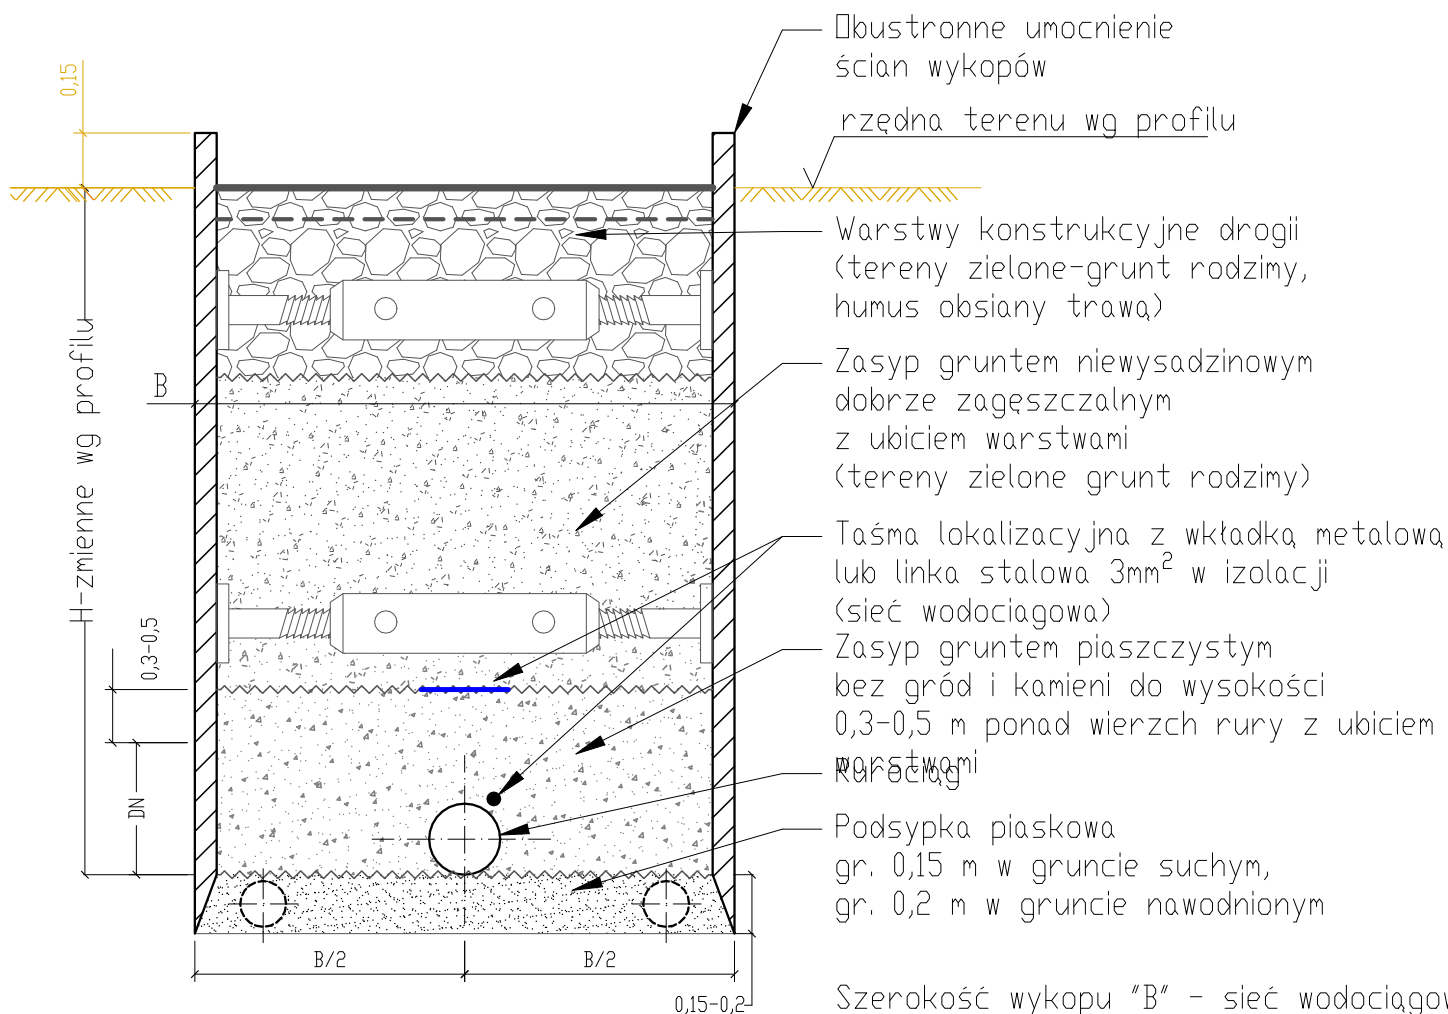 Obustronne umocnienie
ścian wykopów
rzędna terenu wg profilu
0,15
Warstwy konstrukcyjne drogii
(tereny zielone-grunt rodzimy,
humus obsiany trawą)
Zasyp gruntem niewysadzinowym
dobrze zagęszczalnym
z ubiciem warstwami
(tereny zielone grunt rodzimy)
B
H-zmienne wg profilu
Taśma lokalizacyjna z wkładką metalową
lub linka stalowa 3mm² w izolacji
(sieć wodociągowa)
0,3-0,5
Zasyp gruntem piaszczystym
bez gród i kamieni do wysokości
0,3-0,5 m ponad wierzch rury z ubiciem
warstwami
Rurociąg
DN
Podsypka piaskowa
gr. 0,15 m w gruncie suchym,
gr. 0,2 m w gruncie nawodnionym
B/2
B/2
0,15-0,2
Szerokość wykopu "B" - sieć